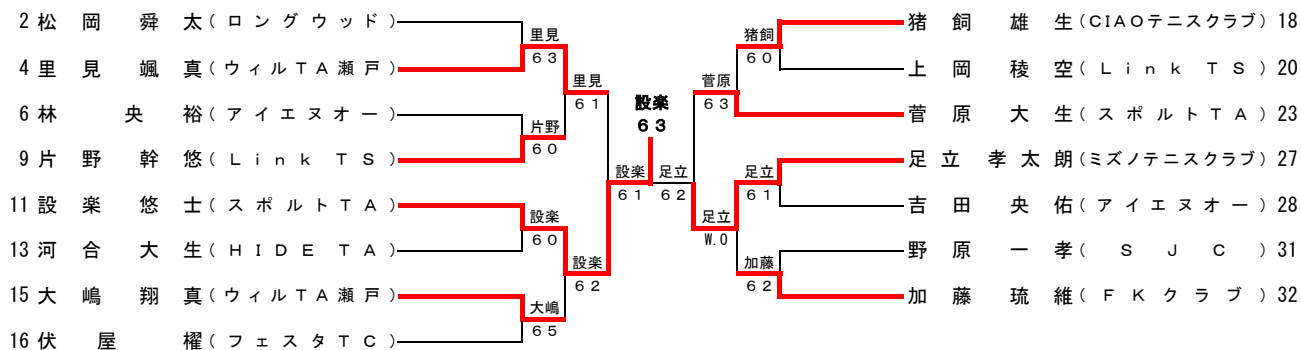 2 松岡舜太(ロングウッド)
4 里見颯真(ウィルTA瀬戸)
6 林央裕(アイエヌオー)
9 片野幹悠(Link TS)
11 設楽悠士(スポルトTA)
13 河合大生(HIDE TA)
15 大嶋翔真(ウィルTA瀬戸)
16 伏屋櫂(フェスタTC)
里見
63
片野
60
設楽
60
大嶋
65
里見
61
設楽
62
設楽
61
設楽
63
足立
62
菅原
63
足立
W.0
猪飼
60
足立
61
加藤
62
猪飼雄生(CIAOテニスクラブ) 18
上岡稜空(Link TS) 20
菅原大生(スポルトTA) 23
足立孝太朗(ミズノテニスクラブ) 27
吉田央佑(アイエヌオー) 28
野原一孝(SJC) 31
加藤琉維(FKクラブ) 32